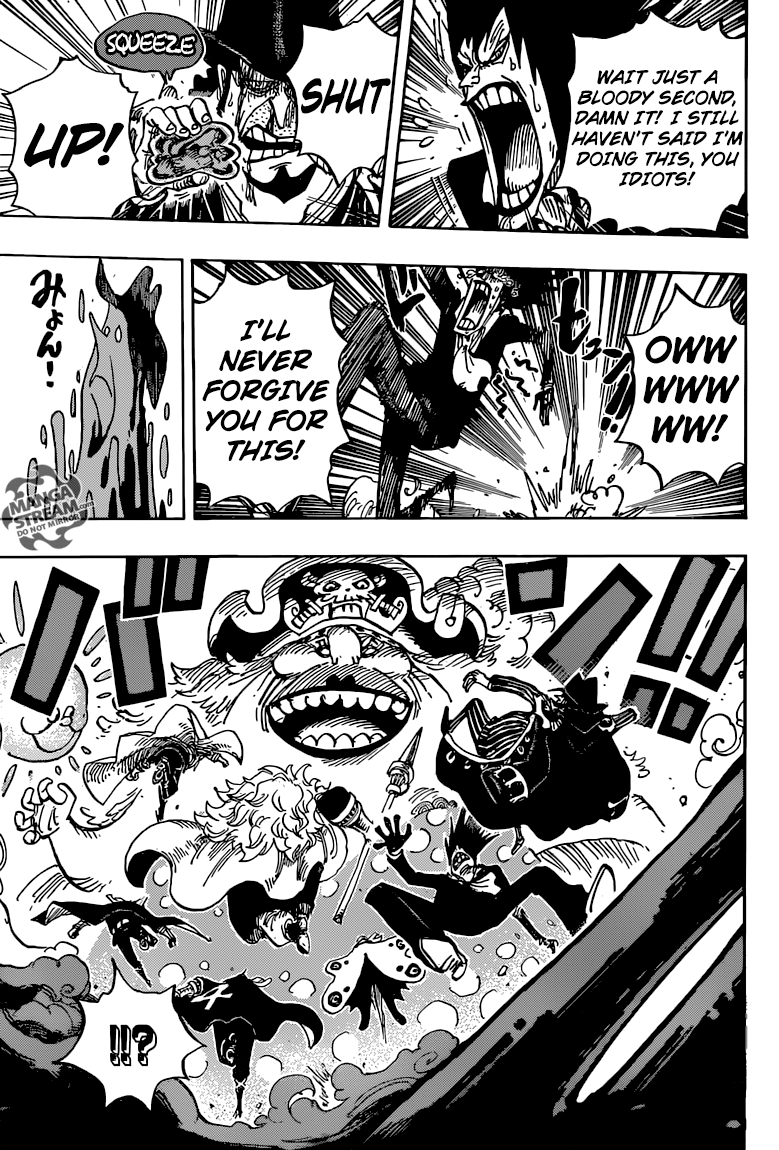 WAIT JUST A
BLOODY SECOND,
DAMN IT! I STILL
HAVEN'T SAID I'M
DOING THIS, YOU
IDIOTS!
SHUT
UP!
SQUEEZE
OWW
WWW
WW!
I'LL
NEVER
FORGIVE
YOU FOR
THIS!
みょん!
MANGA
STREAM.com
DO NOT MIRROR
!!?